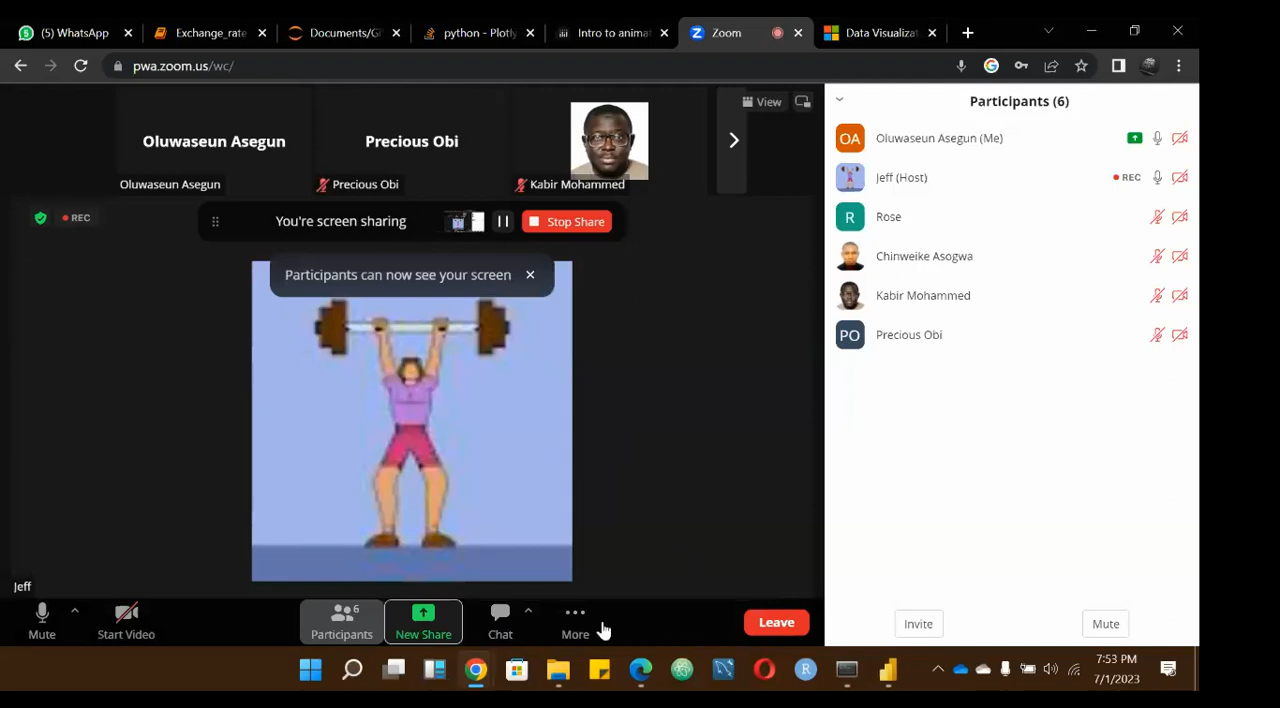 (5) WhatsApp
Exchange_rate
Documents/Gi
python - Plotly
Intro to animat
Zoom
Data Visualizat
pwa.zoom.us/wc/
Oluwaseun Asegun
Precious Obi
Oluwaseun Asegun
Precious Obi
Kabir Mohammed
View
REC
You're screen sharing
Stop Share
Participants can now see your screen
Jeff
Mute
Start Video
6
Participants
New Share
Chat
More
Leave
Participants (6)
OA
Oluwaseun Asegun (Me)
Jeff (Host)
REC
R
Rose
Chinweike Asogwa
Kabir Mohammed
PO
Precious Obi
Invite
Mute
7:53 PM
7/1/2023